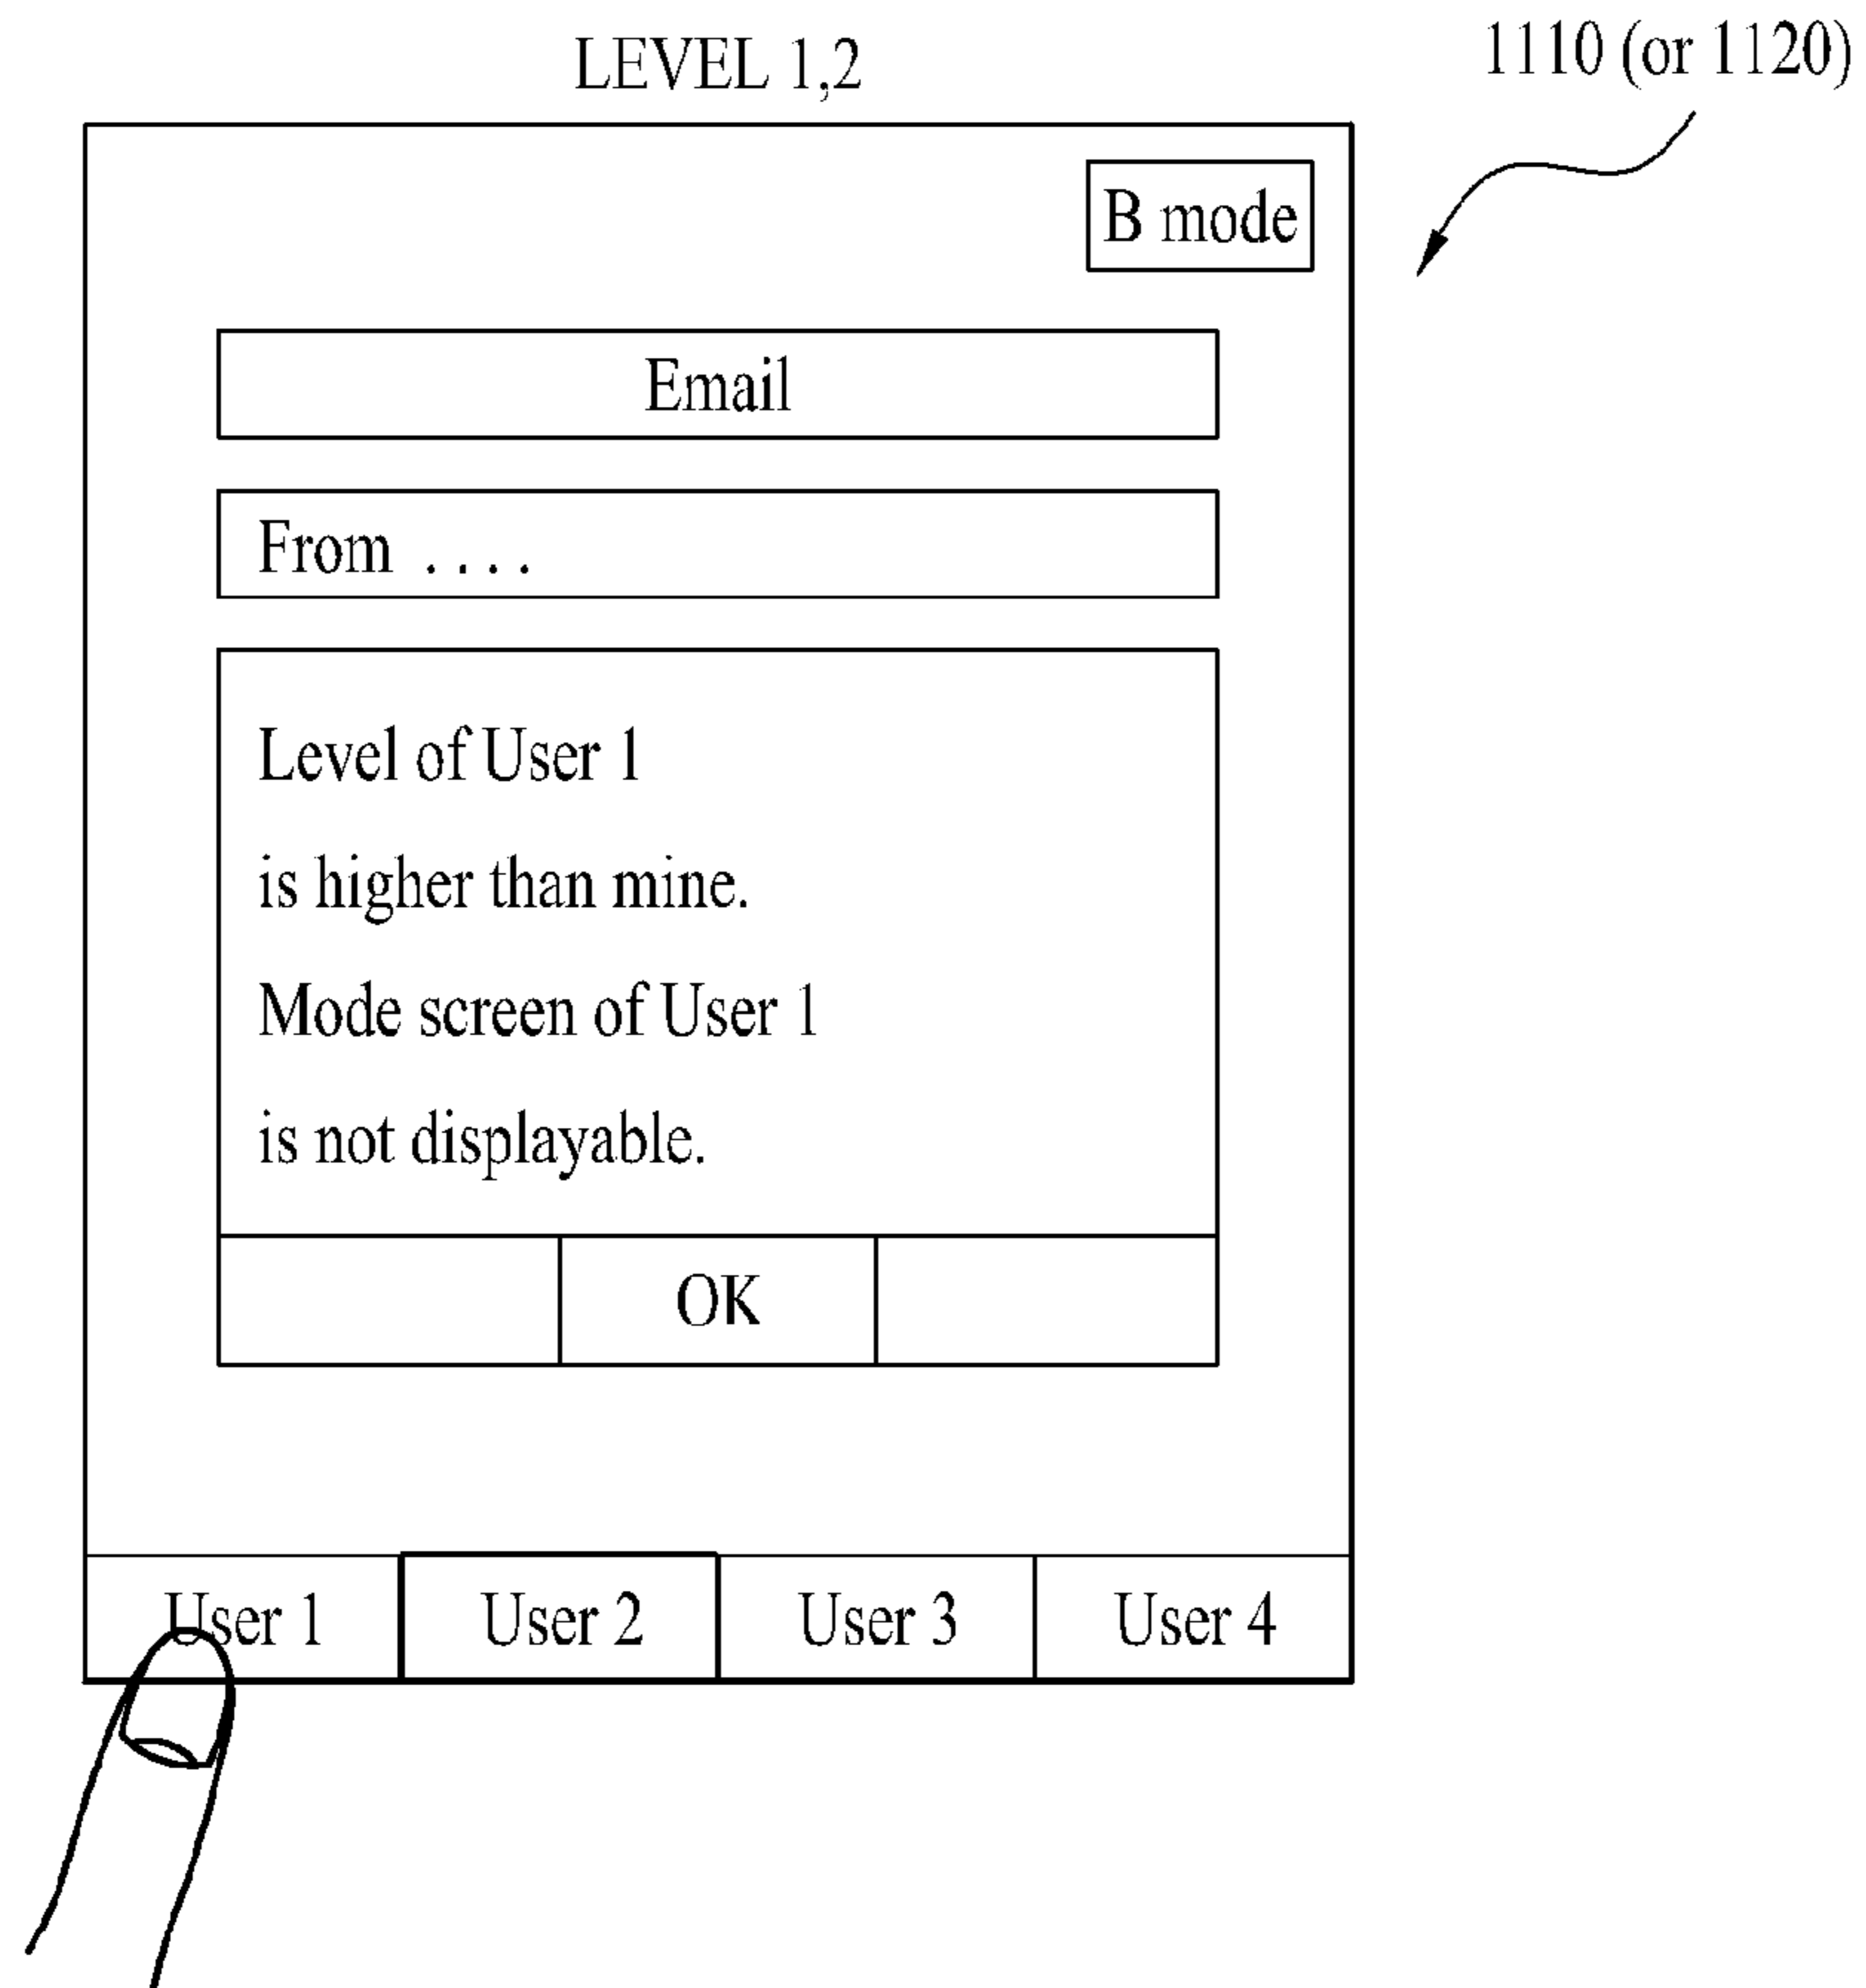 LEVEL 1,2
1110 (or 1120)
B mode
Email
From ....
Level of User 1
is higher than mine.
Mode screen of User 1
is not displayable.
OK
User 1 User 2 User 3 User 4